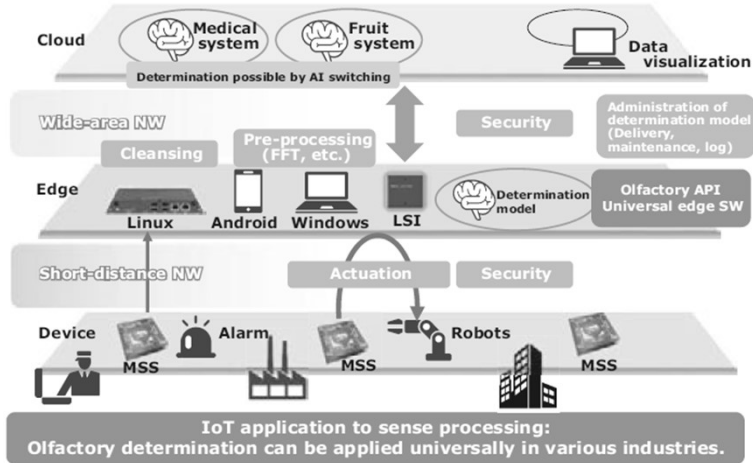 Cloud
Medical
system
Fruit
system
Data
visualization
Determination possible by AI switching
Wide-area NW
Security
Administration of
determination model
(Delivery,
maintenance, log)
Cleansing
Pre-processing
(FFT, etc.)
Edge
Linux
Android
Windows
LSI
Determination
model
Olfactory API
Universal edge SW
Short-distance NW
Actuation
Security
Device
MSS
Alarm
MSS
Robots
MSS
IoT application to sense processing:
Olfactory determination can be applied universally in various industries.